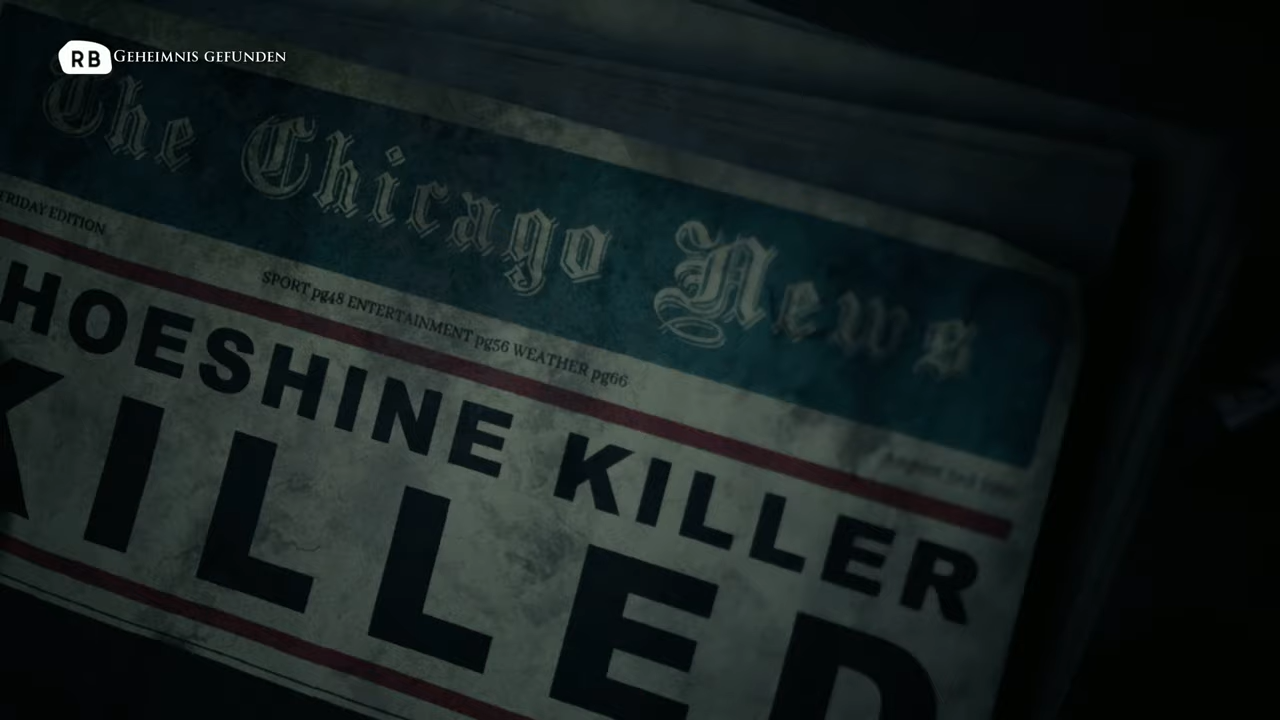 RB GEHEIMNIS GEFUNDEN
The Chicago News
FRIDAY EDITION
SPORT pg48 ENTERTAINMENT pg56 WEATHER pg66
HOESHINE KILLER
KILLED